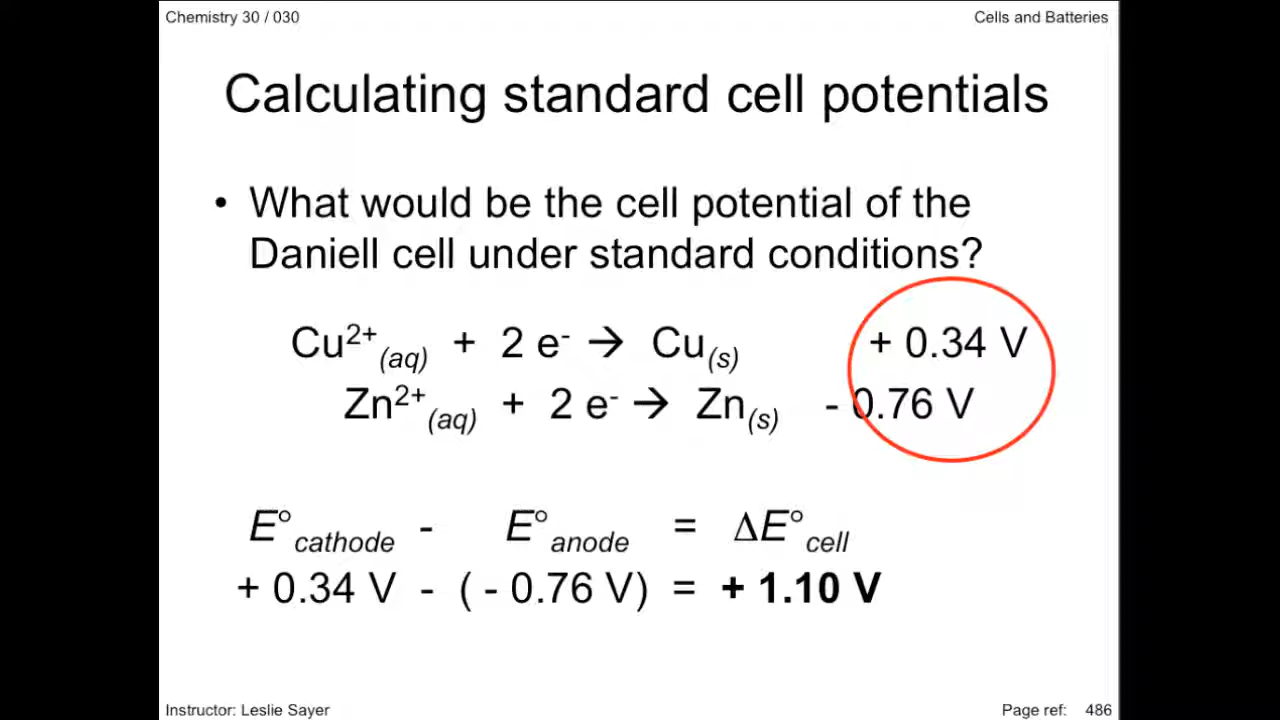 Chemistry 30 / 030 Cells and Batteries
Calculating standard cell potentials
• What would be the cell potential of the
Daniell cell under standard conditions?
Cu²⁺(aq) + 2 e⁻ → Cu(s) + 0.34 V
Zn²⁺(aq) + 2 e⁻ → Zn(s) - 0.76 V
E°cathode - E°anode = ΔE°cell
+ 0.34 V - ( - 0.76 V) = + 1.10 V
Instructor: Leslie Sayer Page ref: 486